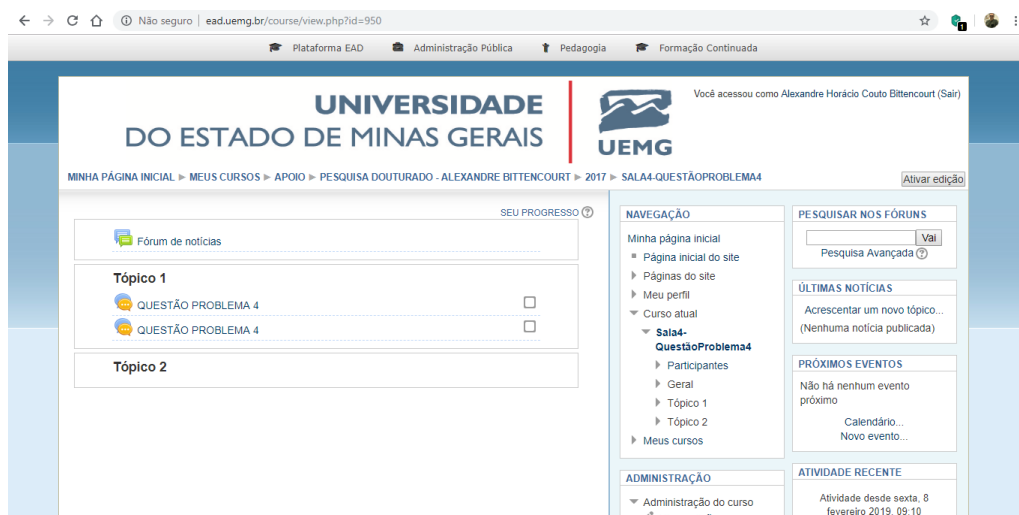 Não seguro | ead.uemg.br/course/view.php?id=950
1
Plataforma EAD Administração Pública Pedagogia Formação Continuada
UNIVERSIDADE
DO ESTADO DE MINAS GERAIS
UEMG
Você acessou como Alexandre Horácio Couto Bittencourt (Sair)
MINHA PÁGINA INICIAL ► MEUS CURSOS ► APOIO ► PESQUISA DOUTURADO - ALEXANDRE BITTENCOURT ► 2017 ► SALA4-QUESTÃOPROBLEMA4
Ativar edição
SEU PROGRESSO
Fórum de notícias
Tópico 1
QUESTÃO PROBLEMA 4
QUESTÃO PROBLEMA 4
Tópico 2
NAVEGAÇÃO
Minha página inicial
Página inicial do site
Páginas do site
Meu perfil
Curso atual
Sala4-
QuestãoProblema4
Participantes
Geral
Tópico 1
Tópico 2
Meus cursos
ADMINISTRAÇÃO
Administração do curso
PESQUISAR NOS FÓRUNS
Vai
Pesquisa Avançada
ÚLTIMAS NOTÍCIAS
Acrescentar um novo tópico...
(Nenhuma notícia publicada)
PRÓXIMOS EVENTOS
Não há nenhum evento
próximo
Calendário...
Novo evento...
ATIVIDADE RECENTE
Atividade desde sexta, 8
fevereiro 2019, 09:10